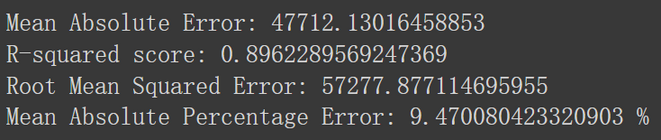 Mean Absolute Error: 47712.13016458853
R-squared score: 0.8962289569247369
Root Mean Squared Error: 57277.877114695955
Mean Absolute Percentage Error: 9.470080423320903 %